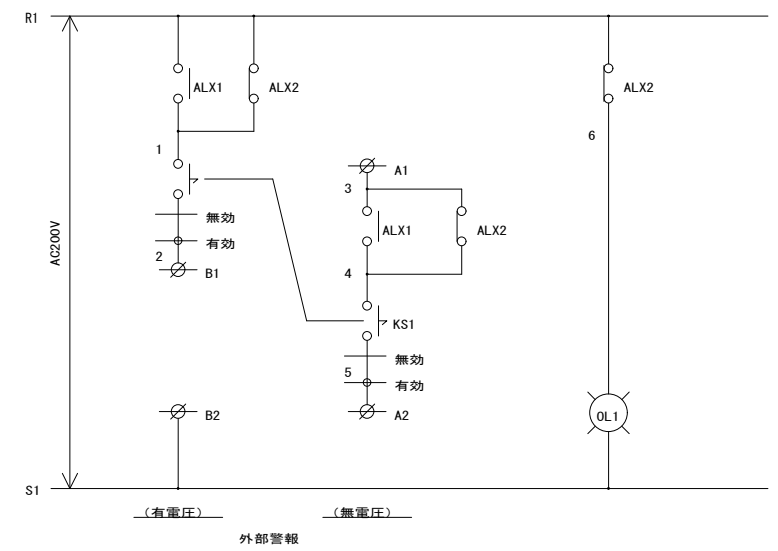 R1
ALX1
ALX2
ALX2
1
6
A1
3
無効
ALX1
ALX2
有効
2
B1
AC200V
4
KS1
無効
5
有効
B2
A2
OL1
S1
(有電圧)
(無電圧)
外部警報